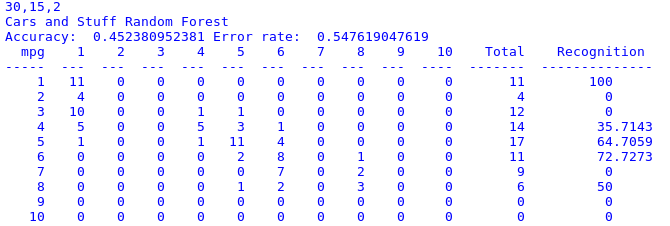 30,15,2
Cars and Stuff Random Forest
Accuracy:  0.452380952381 Error rate:  0.547619047619
  mpg    1    2    3    4    5    6    7    8    9    10    Total    Recognition
-----  ---  ---  ---  ---  ---  ---  ---  ---  ---  ----  -------  -------------
    1   11    0    0    0    0    0    0    0    0     0       11       100
    2    4    0    0    0    0    0    0    0    0     0        4         0
    3   10    0    0    1    1    0    0    0    0     0       12         0
    4    5    0    0    5    3    1    0    0    0     0       14        35.7143
    5    1    0    0    1   11    4    0    0    0     0       17        64.7059
    6    0    0    0    0    2    8    0    1    0     0       11        72.7273
    7    0    0    0    0    0    7    0    2    0     0        9         0
    8    0    0    0    0    1    2    0    3    0     0        6        50
    9    0    0    0    0    0    0    0    0    0     0        0         0
   10    0    0    0    0    0    0    0    0    0     0        0         0